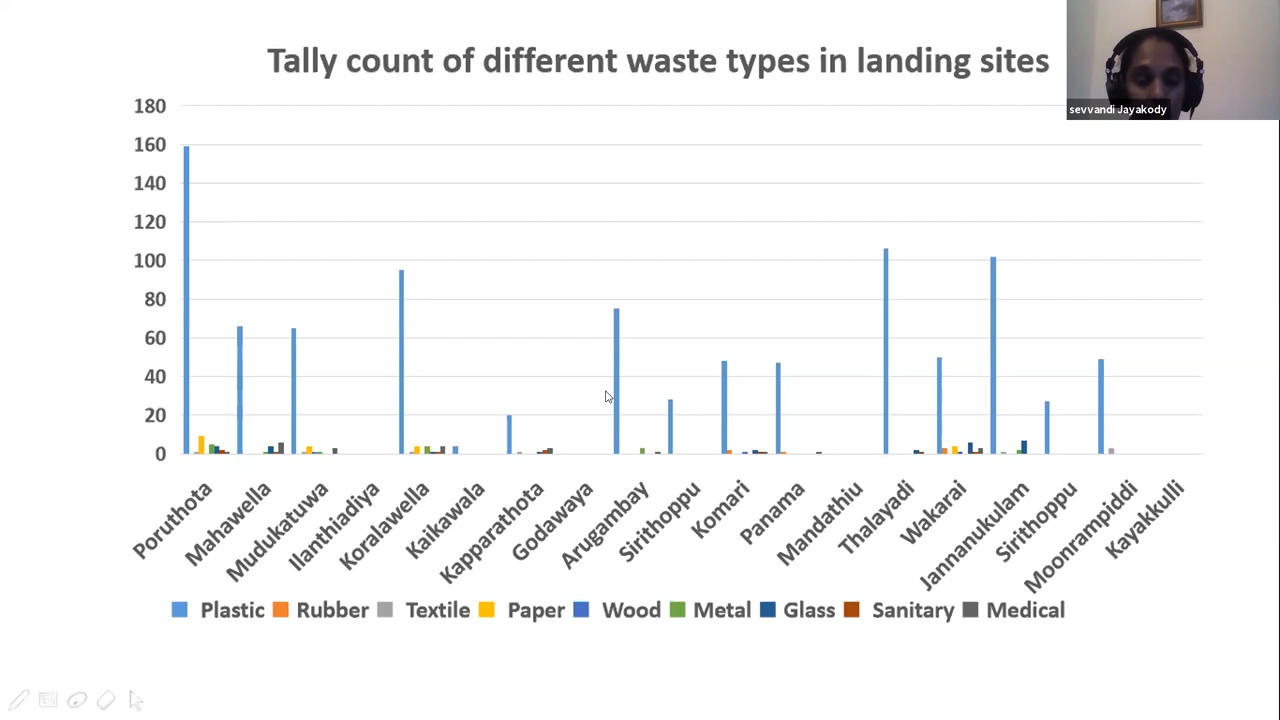 Tally count of different waste types in landing sites
sevvandi Jayakody
180
160
140
120
100
80
60
40
20
0
Poruthota
Mahawella
Mudukatuwa
Ilanthiadiya
Koralawella
Kaikawala
Kapparathota
Godawaya
Arugambay
Sirithoppu
Komari
Panama
Mandathiu
Thalayadi
Wakarai
Jannanukulam
Sirithoppu
Moonrampiddi
Kayakkulli
Plastic Rubber Textile Paper Wood Metal Glass Sanitary Medical